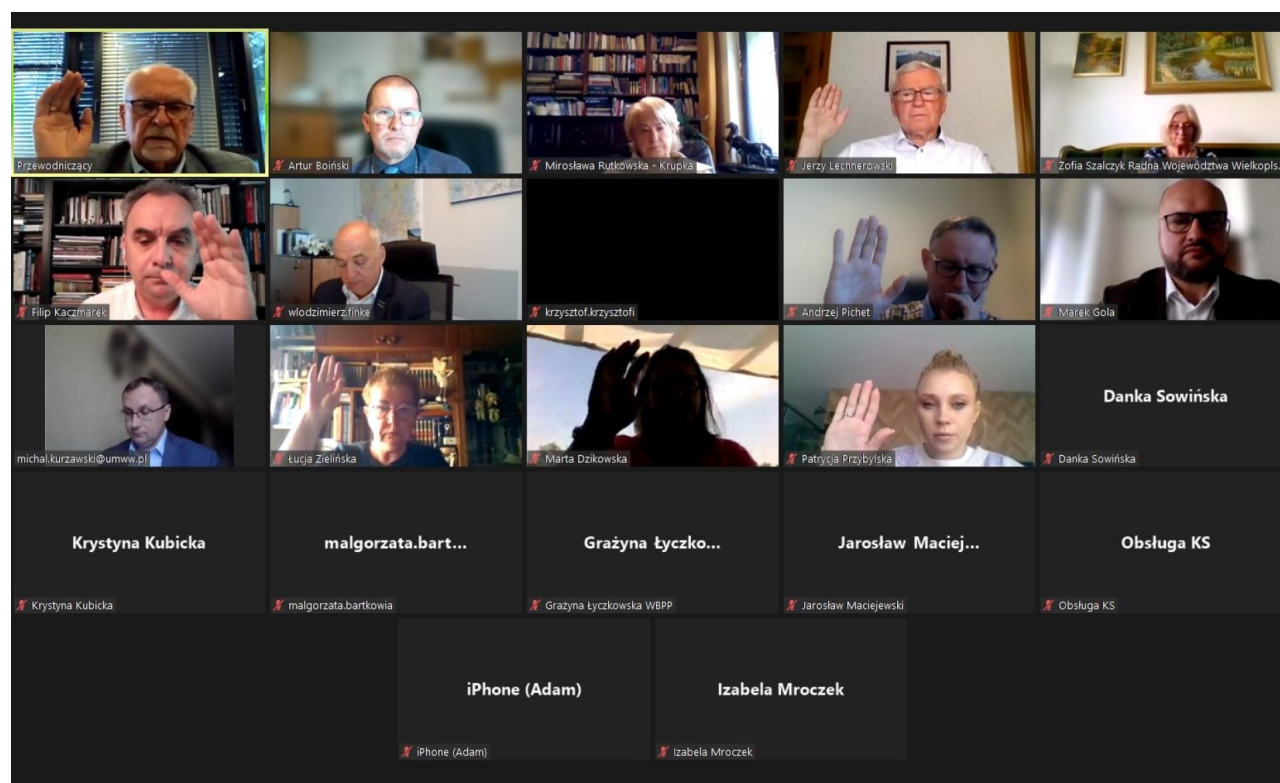 Przewodniczący
Artur Boiński
Mirosława Rutkowska - Krupka
Jerzy Lechnerowski
Zofia Szalczyk Radna Województwa Wielkopls.
Filip Kaczmarek
wlodzimierz.finke
krzysztof.krzysztofi
Andrzej Pichet
Marek Gola
michal.kurzawski@umww.pl
Łucja Zielińska
Marta Dzikowska
Patrycja Przybylska
Danka Sowińska
Danka Sowińska
Krystyna Kubicka
malgorzata.bart...
Grażyna Łyczko...
Jarosław Maciej...
Obsługa KS
Krystyna Kubicka
malgorzata.bartkowia
Grażyna Łyczkowska WBPP
Jarosław Maciejewski
Obsługa KS
iPhone (Adam)
Izabela Mroczek
iPhone (Adam)
Izabela Mroczek